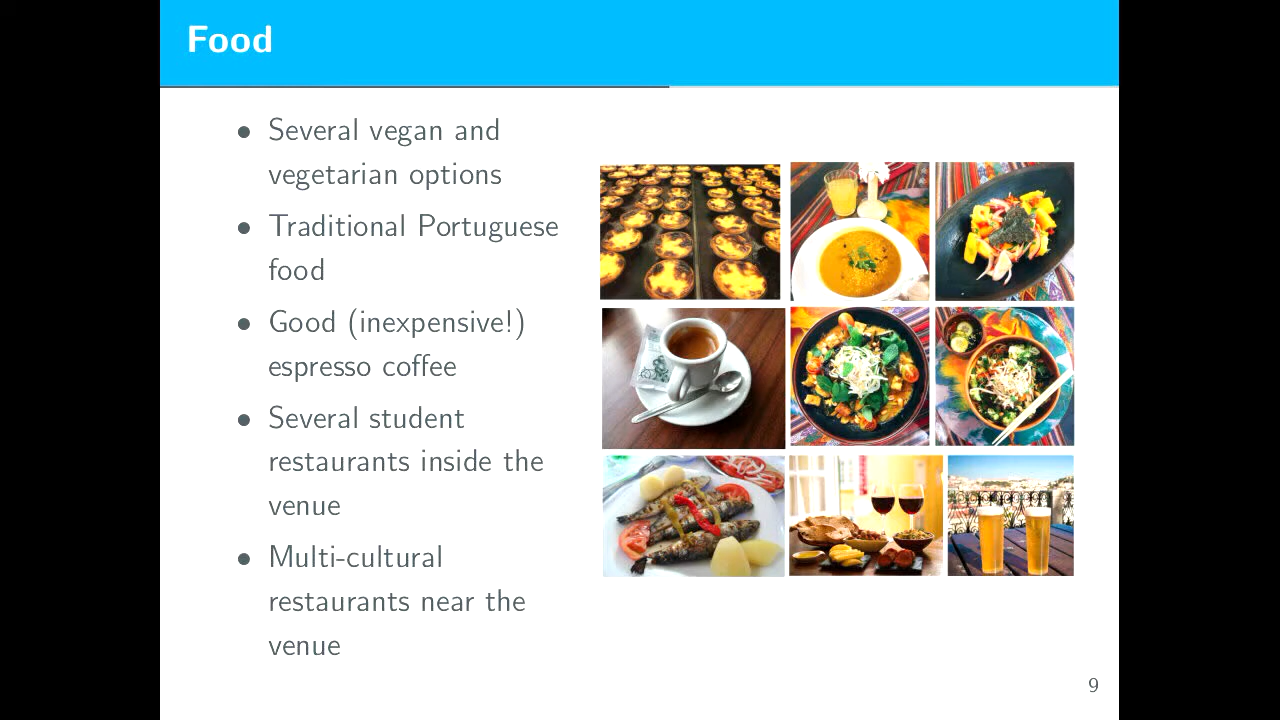 Food
• Several vegan and
vegetarian options
• Traditional Portuguese
food
• Good (inexpensive!)
espresso coffee
• Several student
restaurants inside the
venue
• Multi-cultural
restaurants near the
venue
9